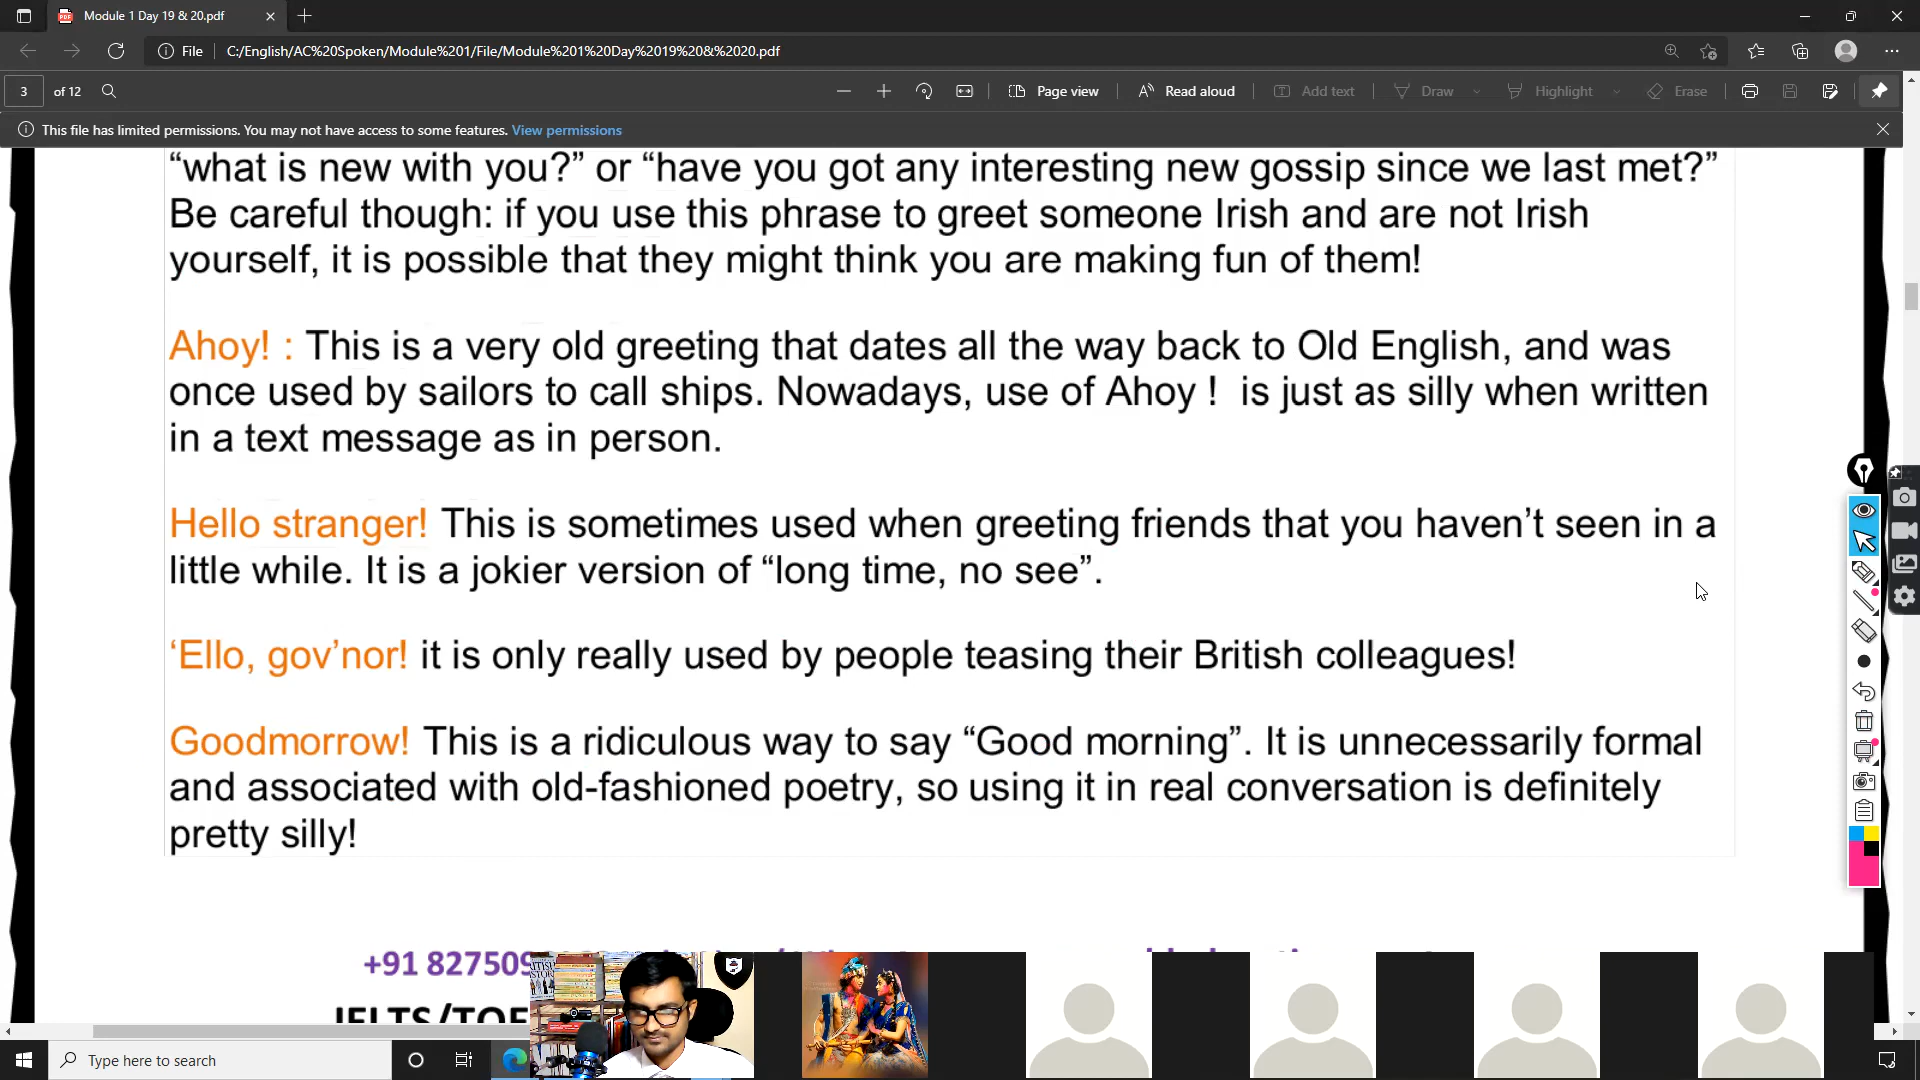 Module 1 Day 19 & 20.pdf
File
C:/English/AC%20Spoken/Module%201/File/Module%201%20Day%2019%20&%2020.pdf
3 of 12
Page view
Read aloud
Add text
Draw
Highlight
Erase
This file has limited permissions. You may not have access to some features. View permissions
“what is new with you?” or “have you got any interesting new gossip since we last met?”
Be careful though: if you use this phrase to greet someone Irish and are not Irish
yourself, it is possible that they might think you are making fun of them!
Ahoy! : This is a very old greeting that dates all the way back to Old English, and was
once used by sailors to call ships. Nowadays, use of Ahoy ! is just as silly when written
in a text message as in person.
Hello stranger! This is sometimes used when greeting friends that you haven’t seen in a
little while. It is a jokier version of “long time, no see”.
‘Ello, gov’nor! it is only really used by people teasing their British colleagues!
Goodmorrow! This is a ridiculous way to say “Good morning”. It is unnecessarily formal
and associated with old-fashioned poetry, so using it in real conversation is definitely
pretty silly!
+91 827509
IELTS/TOE
Type here to search